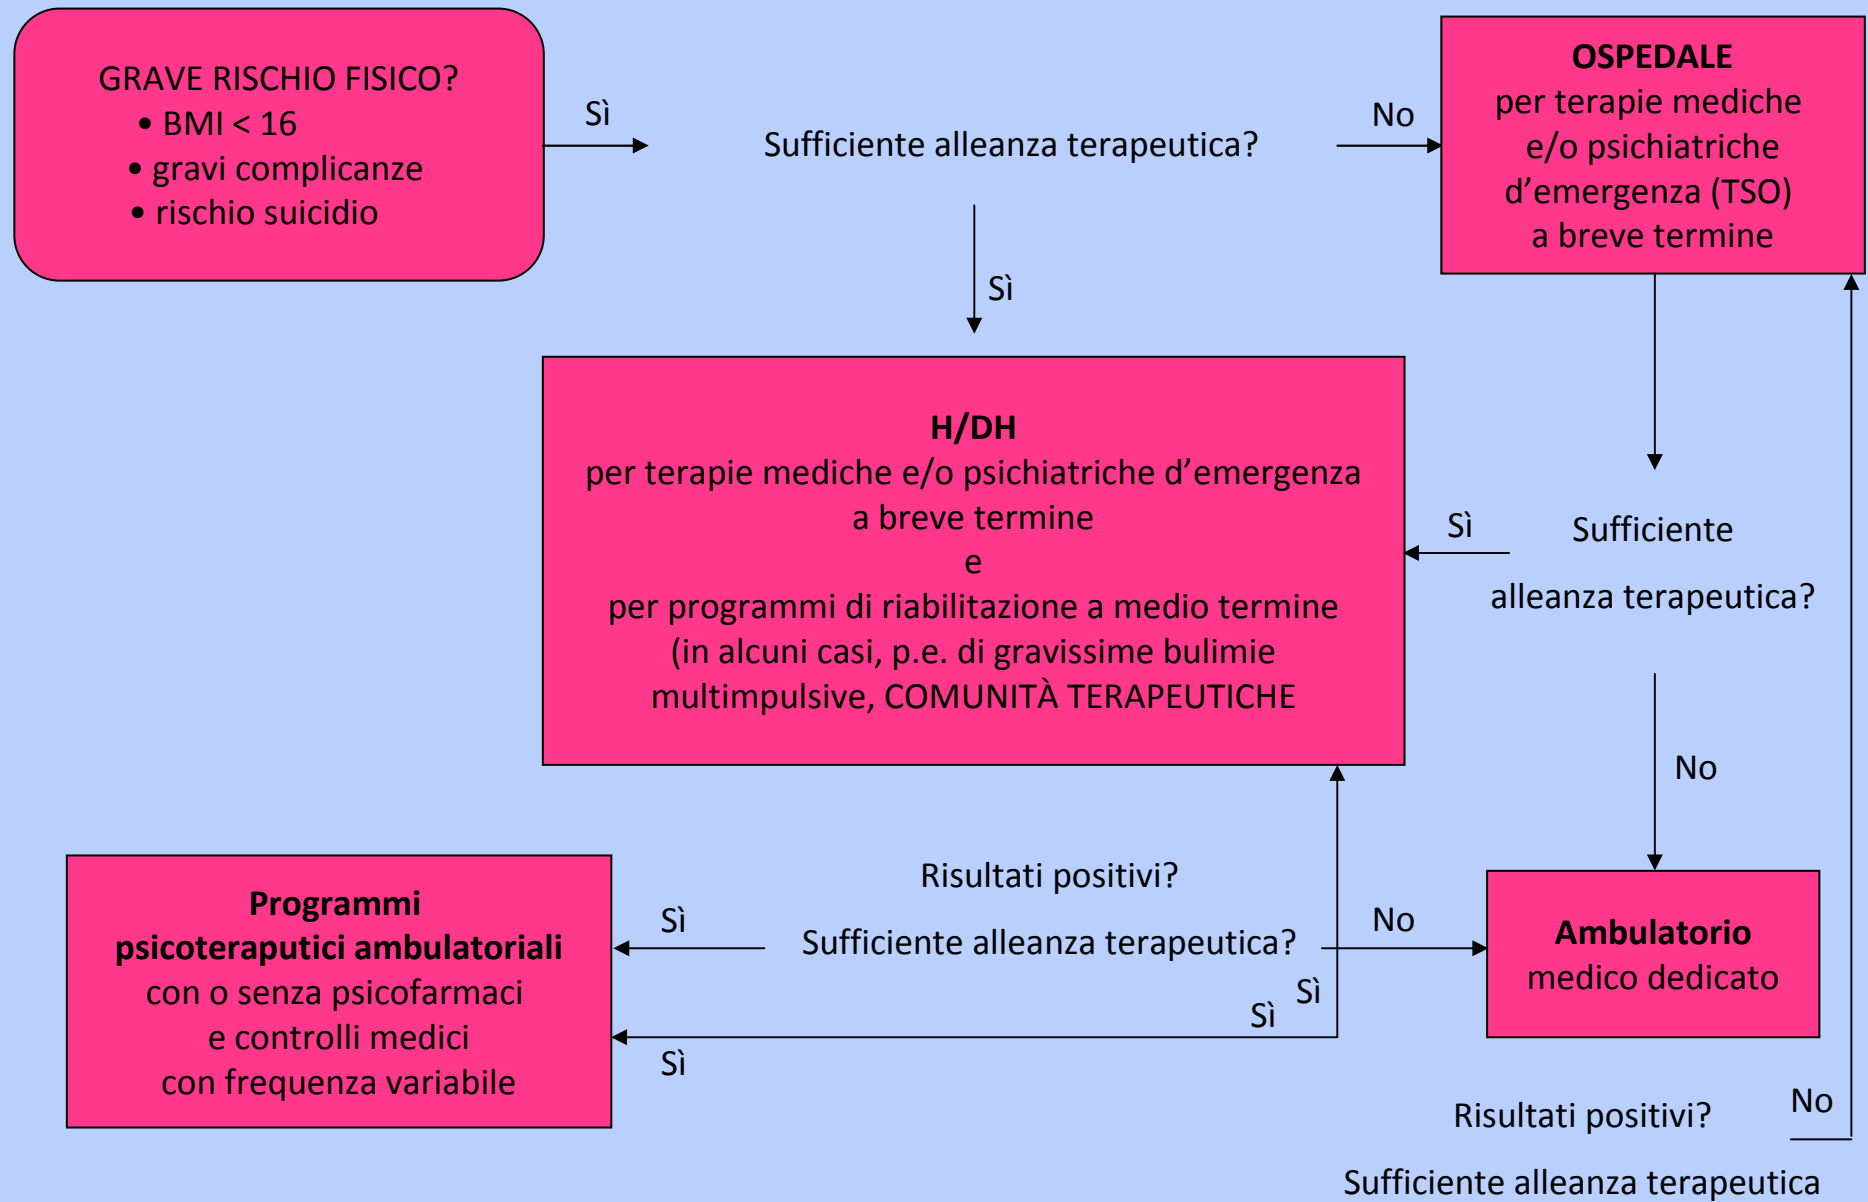 GRAVE RISCHIO FISICO?
• BMI < 16
• gravi complicanze
• rischio suicidio
Sì
Sufficiente alleanza terapeutica?
No
OSPEDALE
per terapie mediche
e/o psichiatriche
d’emergenza (TSO)
a breve termine
Sì
H/DH
per terapie mediche e/o psichiatriche d’emergenza
a breve termine
e
per programmi di riabilitazione a medio termine
(in alcuni casi, p.e. di gravissime bulimie
multimpulsive, COMUNITÀ TERAPEUTICHE
Sì
Sufficiente
alleanza terapeutica?
No
Programmi
psicoteraputici ambulatoriali
con o senza psicofarmaci
e controlli medici
con frequenza variabile
Sì
Risultati positivi?
Sufficiente alleanza terapeutica?
No
Sì
Sì
Sì
Ambulatorio
medico dedicato
Risultati positivi?
No
Sufficiente alleanza terapeutica